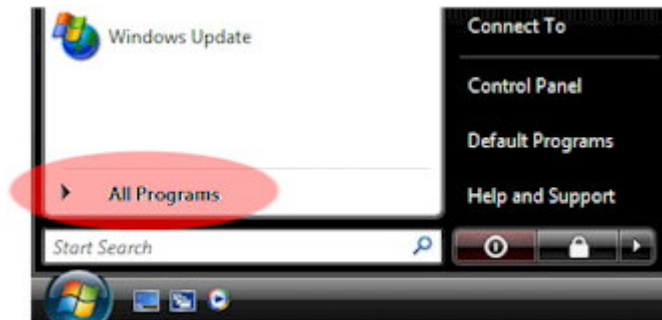 Windows Update
All Programs
Start Search
Connect To
Control Panel
Default Programs
Help and Support